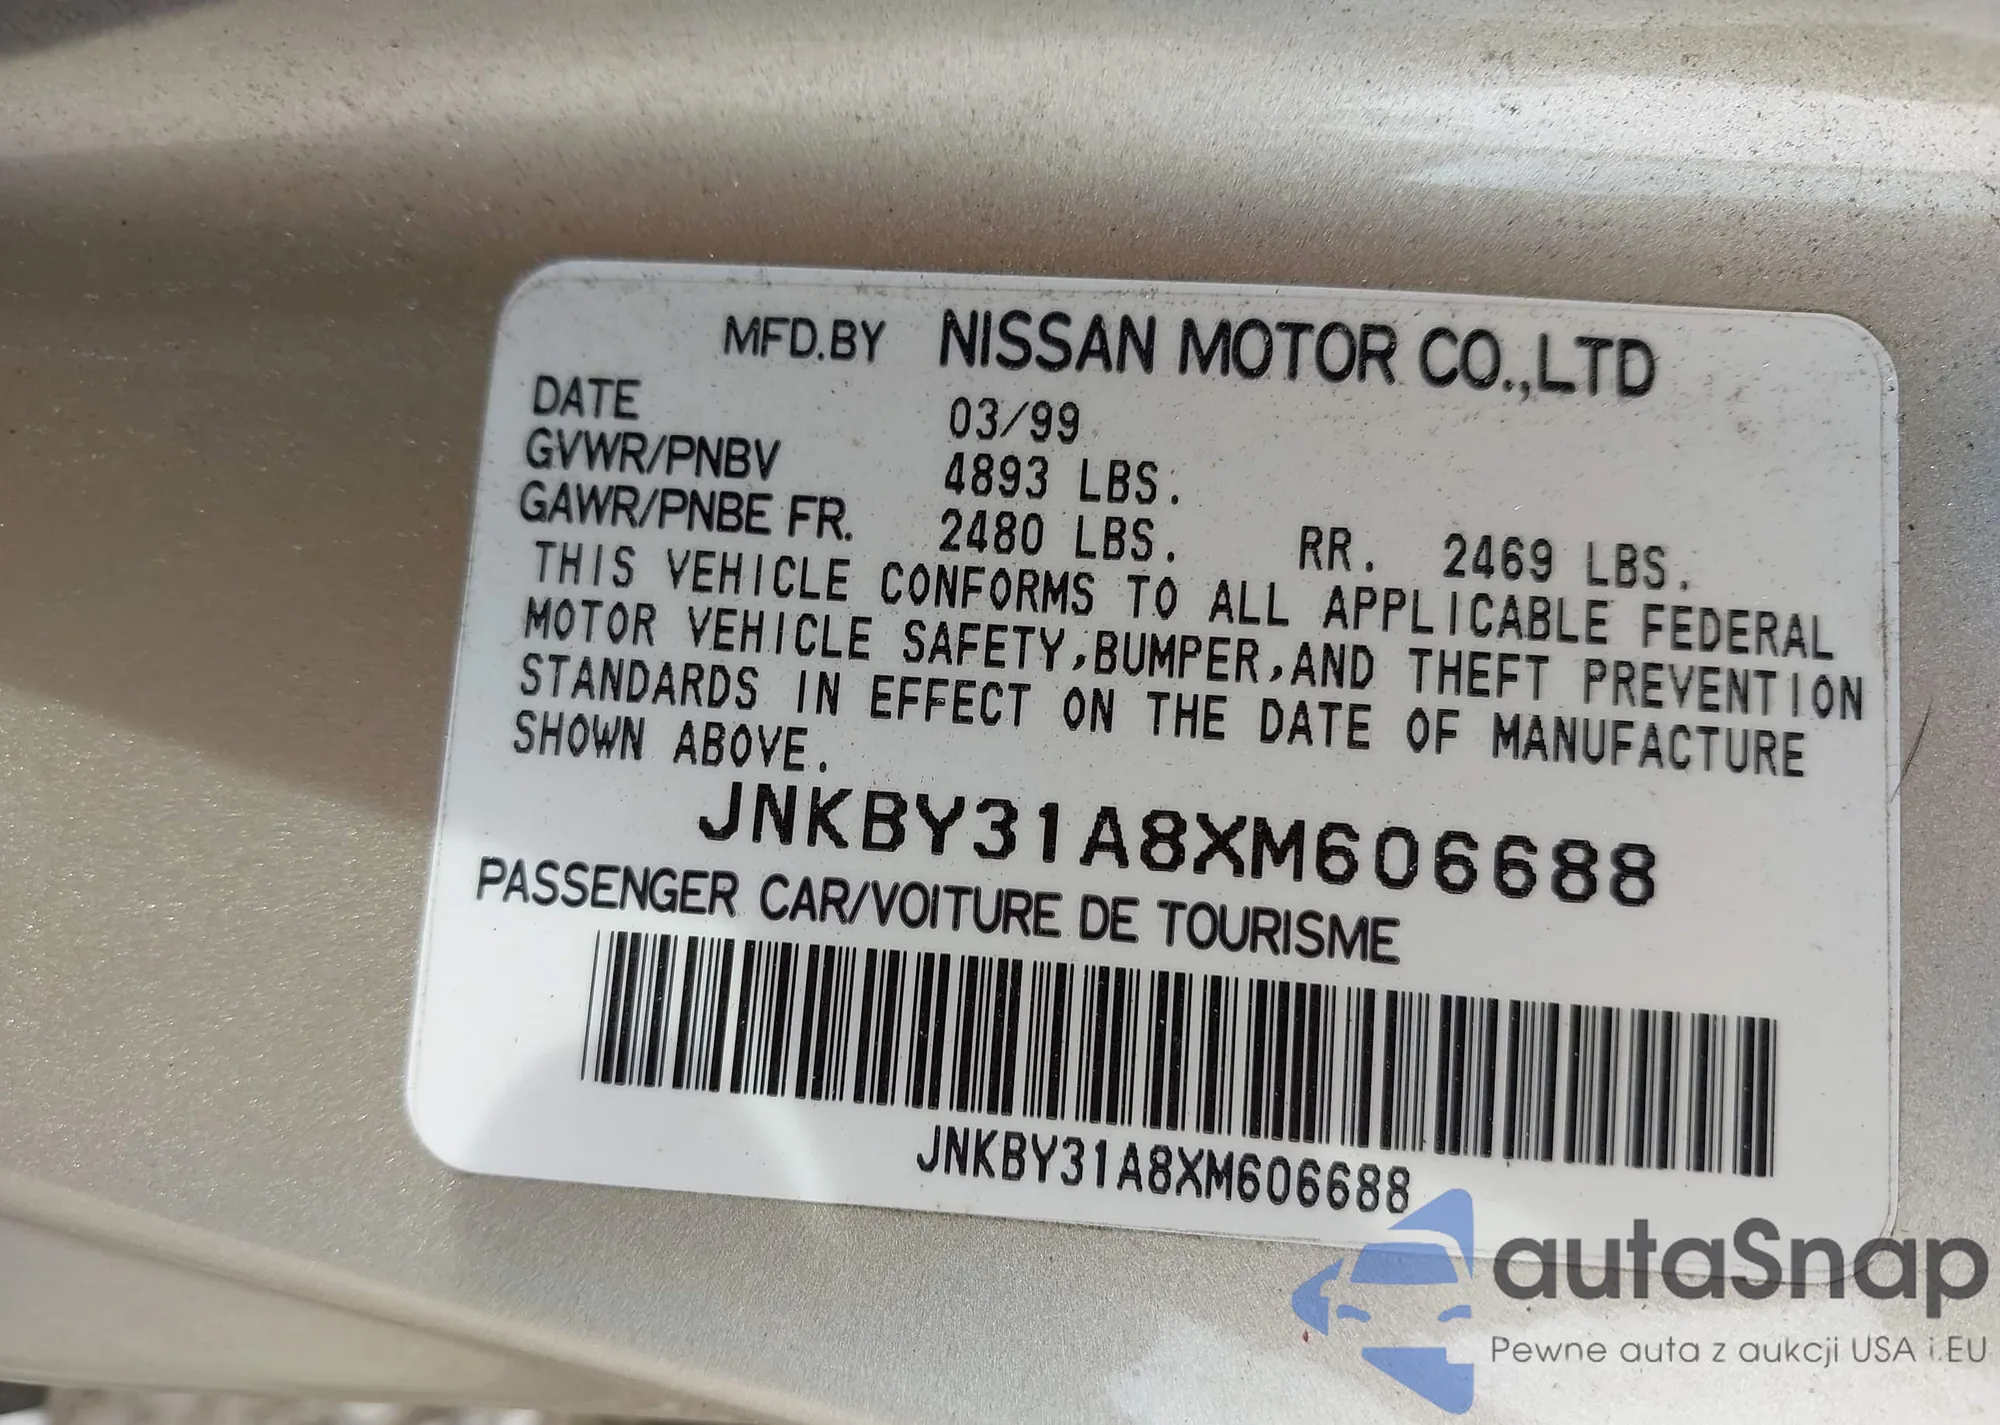 MFD.BY NISSAN MOTOR CO.,LTD
DATE 03/99
GVWR/PNBV 4893 LBS.
GAWR/PNBE FR. 2480 LBS. RR. 2469 LBS.
THIS VEHICLE CONFORMS TO ALL APPLICABLE FEDERAL
MOTOR VEHICLE SAFETY,BUMPER,AND THEFT PREVENTION
STANDARDS IN EFFECT ON THE DATE OF MANUFACTURE
SHOWN ABOVE.
JNKBY31A8XM606688
PASSENGER CAR/VOITURE DE TOURISME
JNKBY31A8XM606688
autaSnap
Pewne auta z aukcji USA i EU